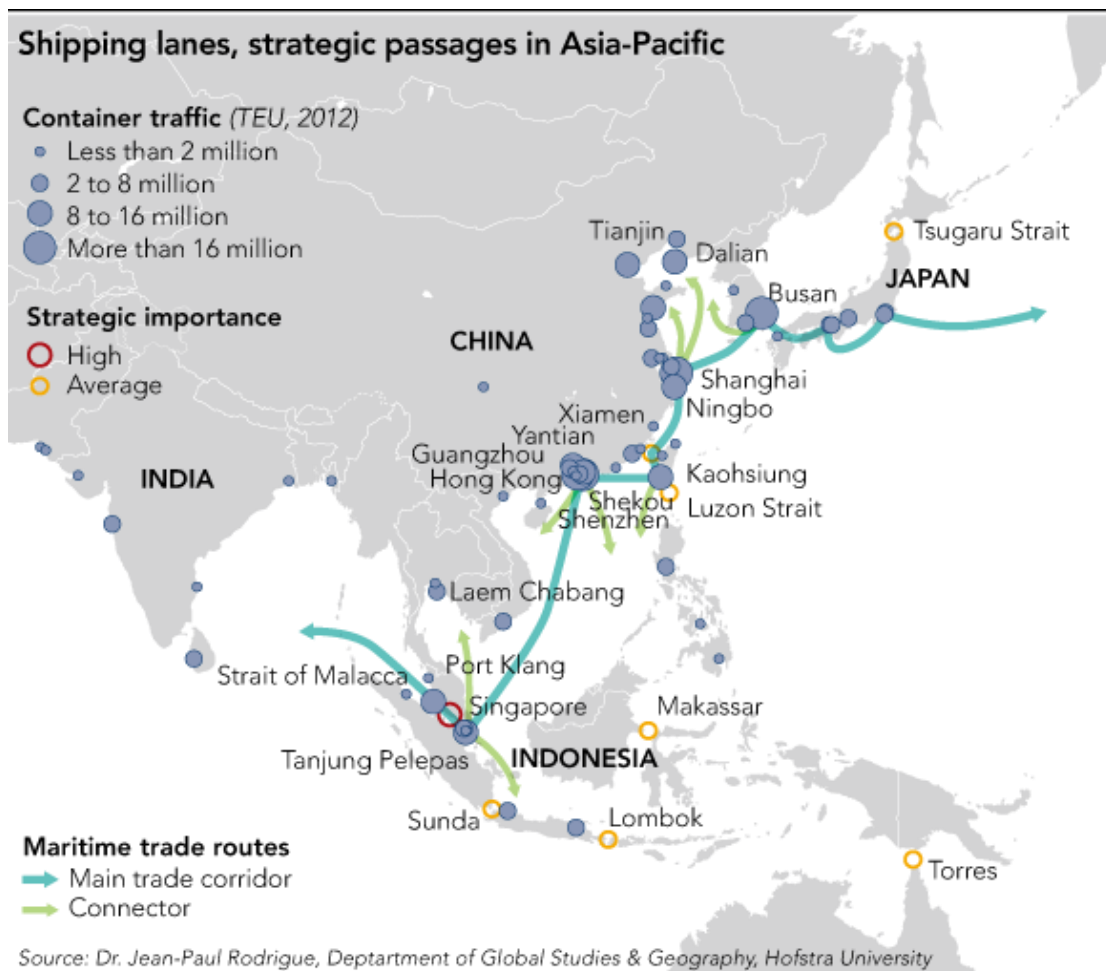 Shipping lanes, strategic passages in Asia-Pacific
Container traffic (TEU, 2012)
Less than 2 million
2 to 8 million
8 to 16 million
More than 16 million
Strategic importance
High
Average
Tianjin
Dalian
Tsugaru Strait
JAPAN
Busan
CHINA
Shanghai
Ningbo
Xiamen
Yantian
Guangzhou
Hong Kong
Kaohsiung
Shekou
Luzon Strait
Shenzhen
INDIA
Laem Chabang
Port Klang
Strait of Malacca
Singapore
Makassar
Tanjung Pelepas
INDONESIA
Sunda
Lombok
Torres
Maritime trade routes
Main trade corridor
Connector
Source: Dr. Jean-Paul Rodrigue, Deptartment of Global Studies & Geography, Hofstra University